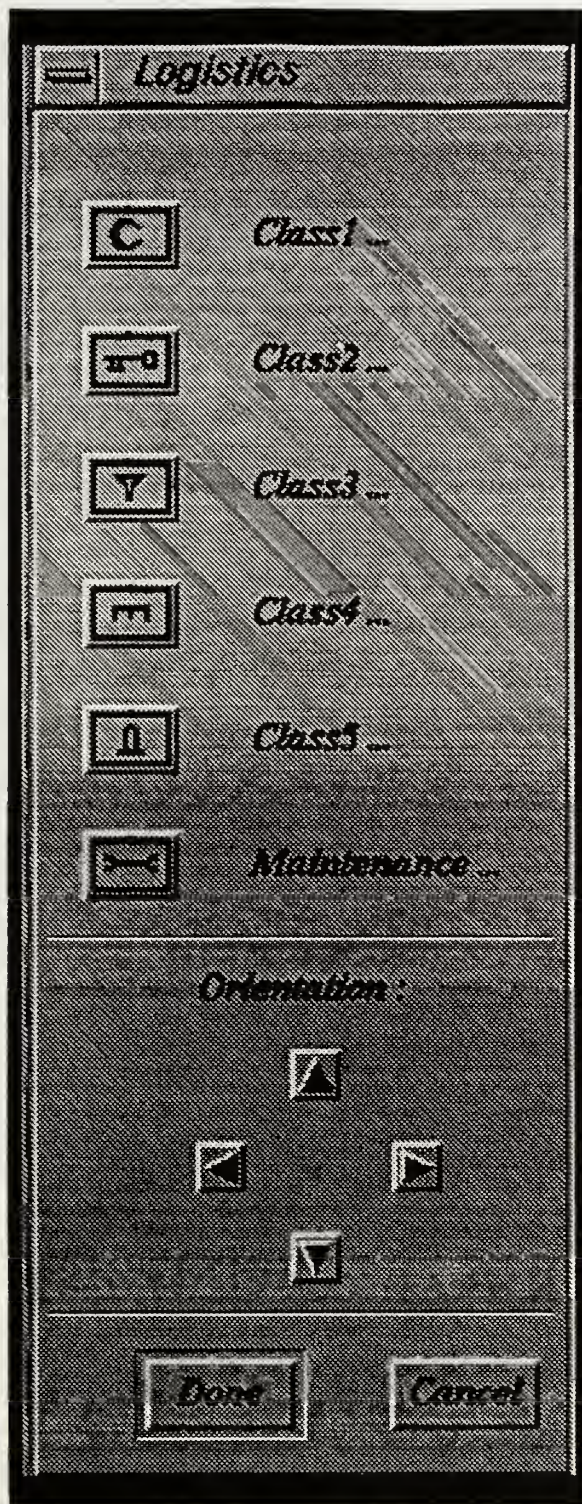 Logistics
Class1 ...
Class2 ...
Class3 ...
Class4 ...
Class5 ...
Maintenance ...
Orientation :
Done
Cancel